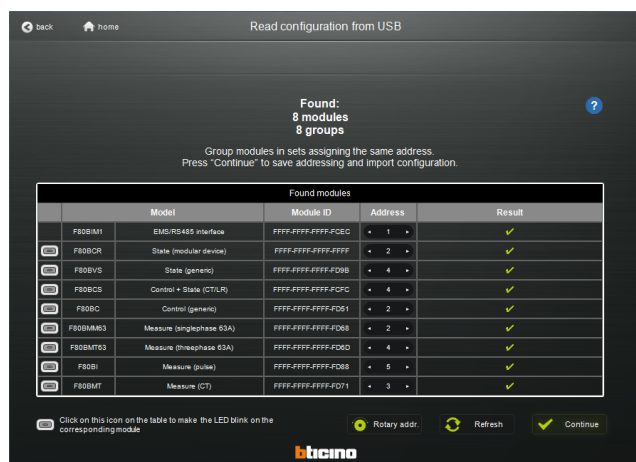 back home Read configuration from USB
Found:
8 modules
8 groups
?
Group modules in sets assigning the same address.
Press "Continue" to save addressing and import configuration.
Found modules
Model Module ID Address Result
F80BIM1 EMS/RS485 interface FFFF-FFFF-FFFF-FCEC 1
F80BCR State (modular device) FFFF-FFFF-FFFF-FFFF 2
F80BVS State (generic) FFFF-FFFF-FFFF-FD9B 4
F80BCS Control + State (CT/LR) FFFF-FFFF-FFFF-FCFC 4
F80BC Control (generic) FFFF-FFFF-FFFF-FD51 2
F80BMM63 Measure (singlephase 63A) FFFF-FFFF-FFFF-FD68 2
F80BMT63 Measure (threephase 63A) FFFF-FFFF-FFFF-FD6D 4
F80BI Measure (pulse) FFFF-FFFF-FFFF-FD88 5
F80BMT Measure (CT) FFFF-FFFF-FFFF-FD71 3
Click on this icon on the table to make the LED blink on the
corresponding module
Rotary addr. Refresh Continue
bticino